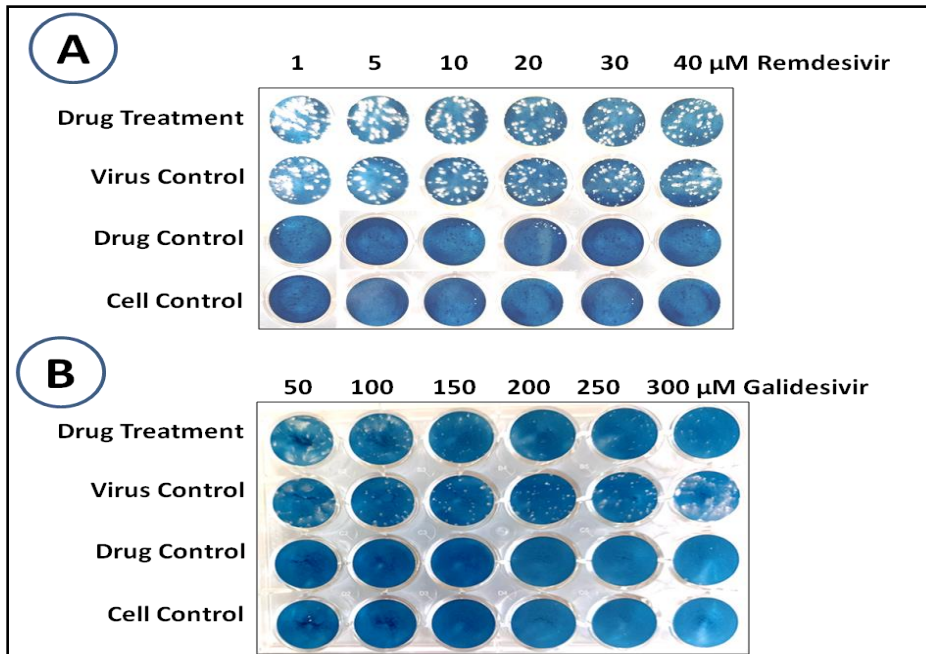 A
1 5 10 20 30 40 µM Remdesivir
Drug Treatment
Virus Control
Drug Control
Cell Control
B
50 100 150 200 250 300 µM Galidesivir
Drug Treatment
Virus Control
Drug Control
Cell Control